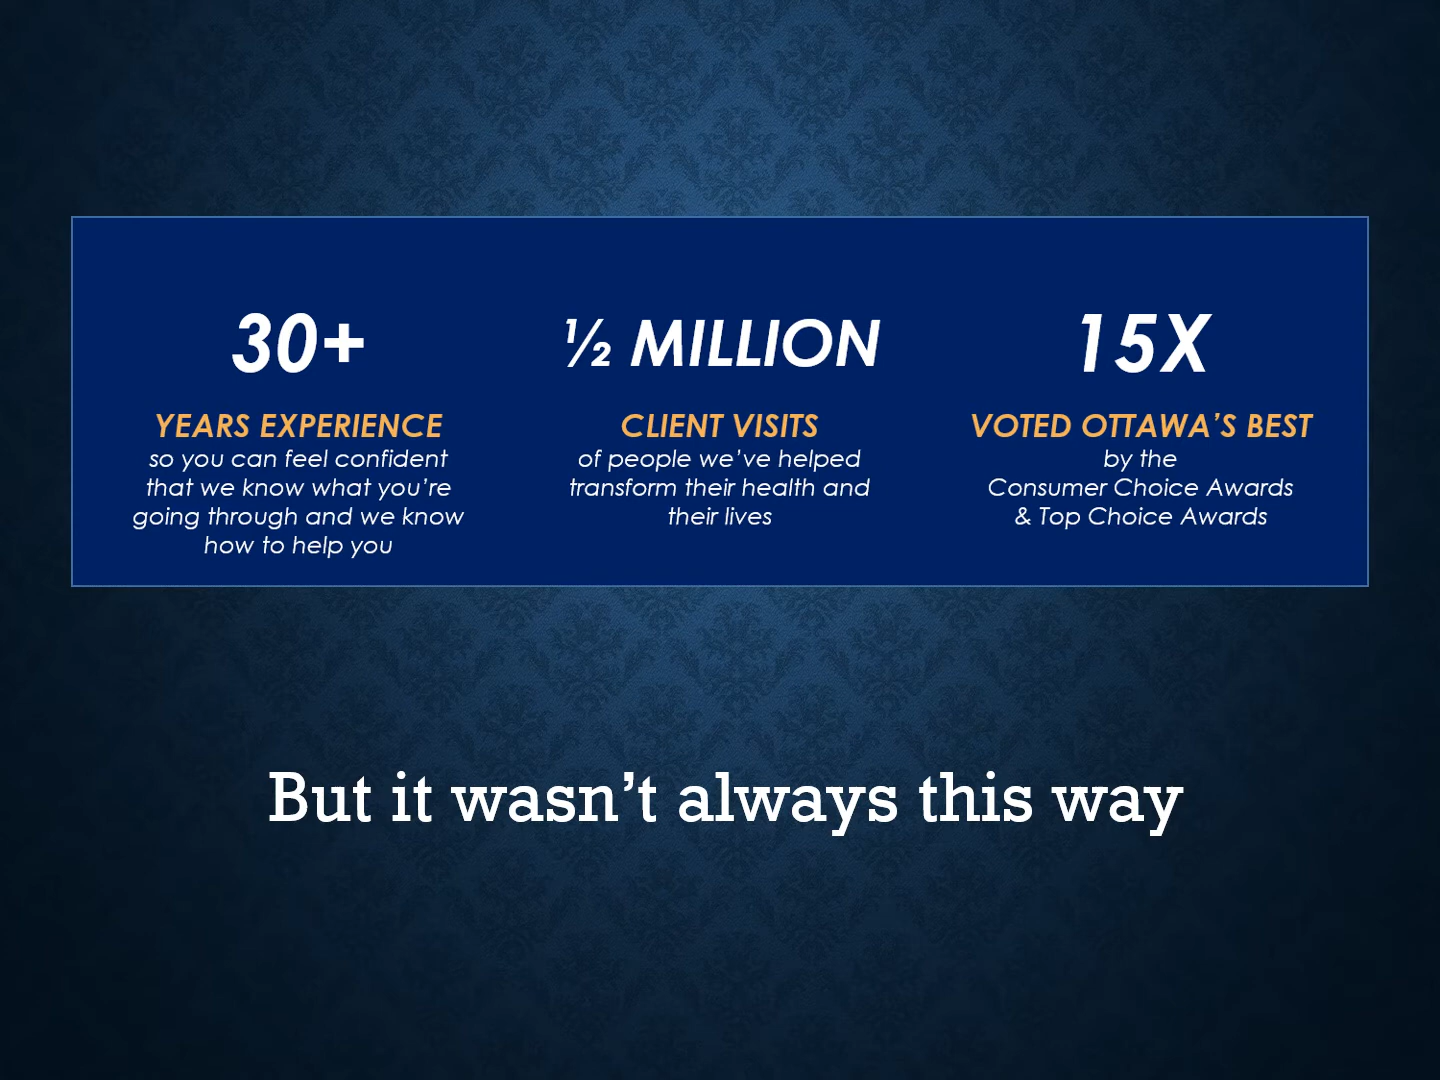 30+
YEARS EXPERIENCE
so you can feel confident
that we know what you’re
going through and we know
how to help you
½ MILLION
CLIENT VISITS
of people we’ve helped
transform their health and
their lives
15X
VOTED OTTAWA’S BEST
by the
Consumer Choice Awards
& Top Choice Awards
But it wasn’t always this way